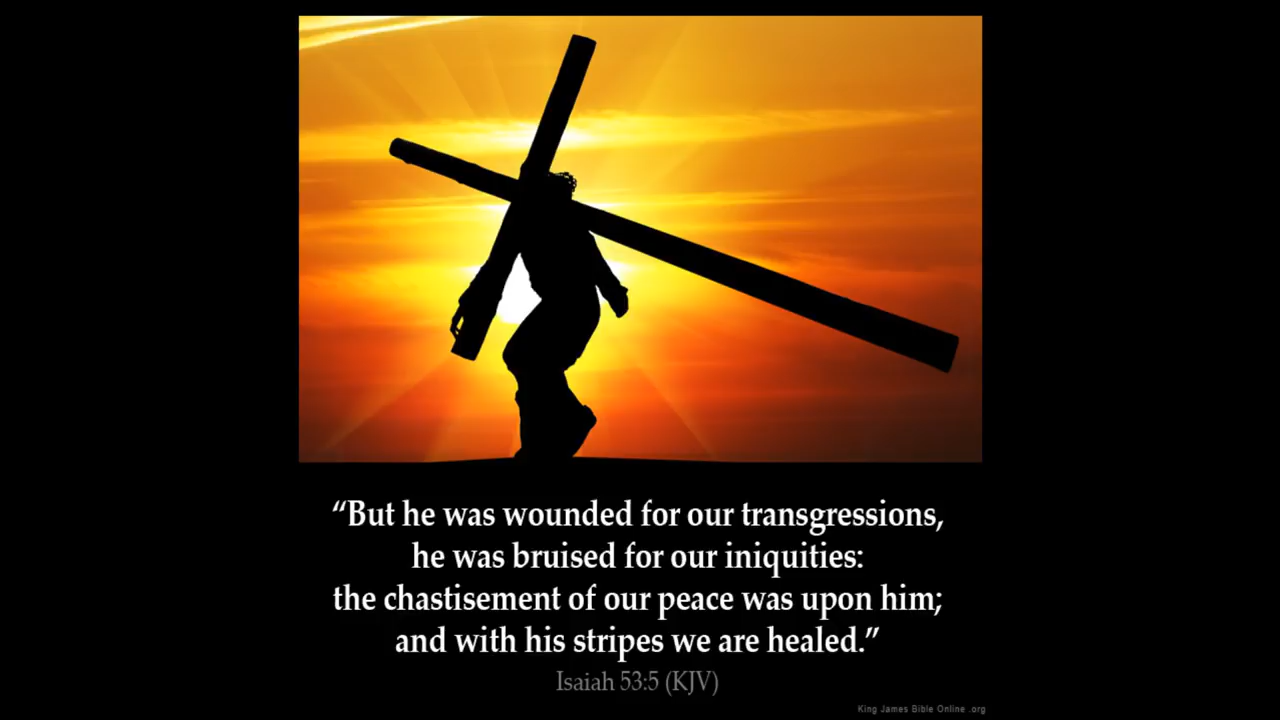 “But he was wounded for our transgressions,
he was bruised for our iniquities:
the chastisement of our peace was upon him;
and with his stripes we are healed.”
Isaiah 53:5 (KJV)
King James Bible Online .org